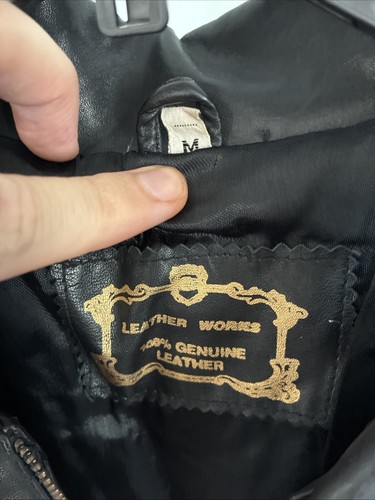 M
LEATHER WORKS
100% GENUINE
LEATHER